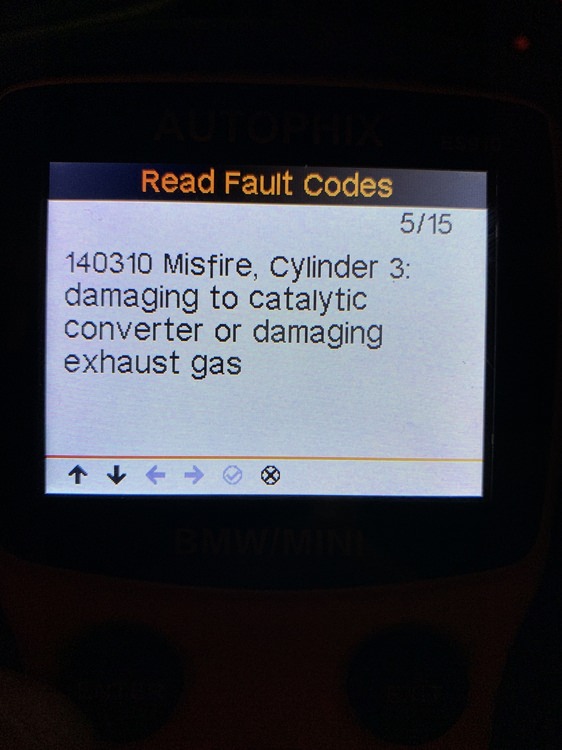 AUTOPHIX
Read Fault Codes
5/15
140310 Misfire, Cylinder 3:
damaging to catalytic
converter or damaging
exhaust gas
BMW/MINI
EXIT